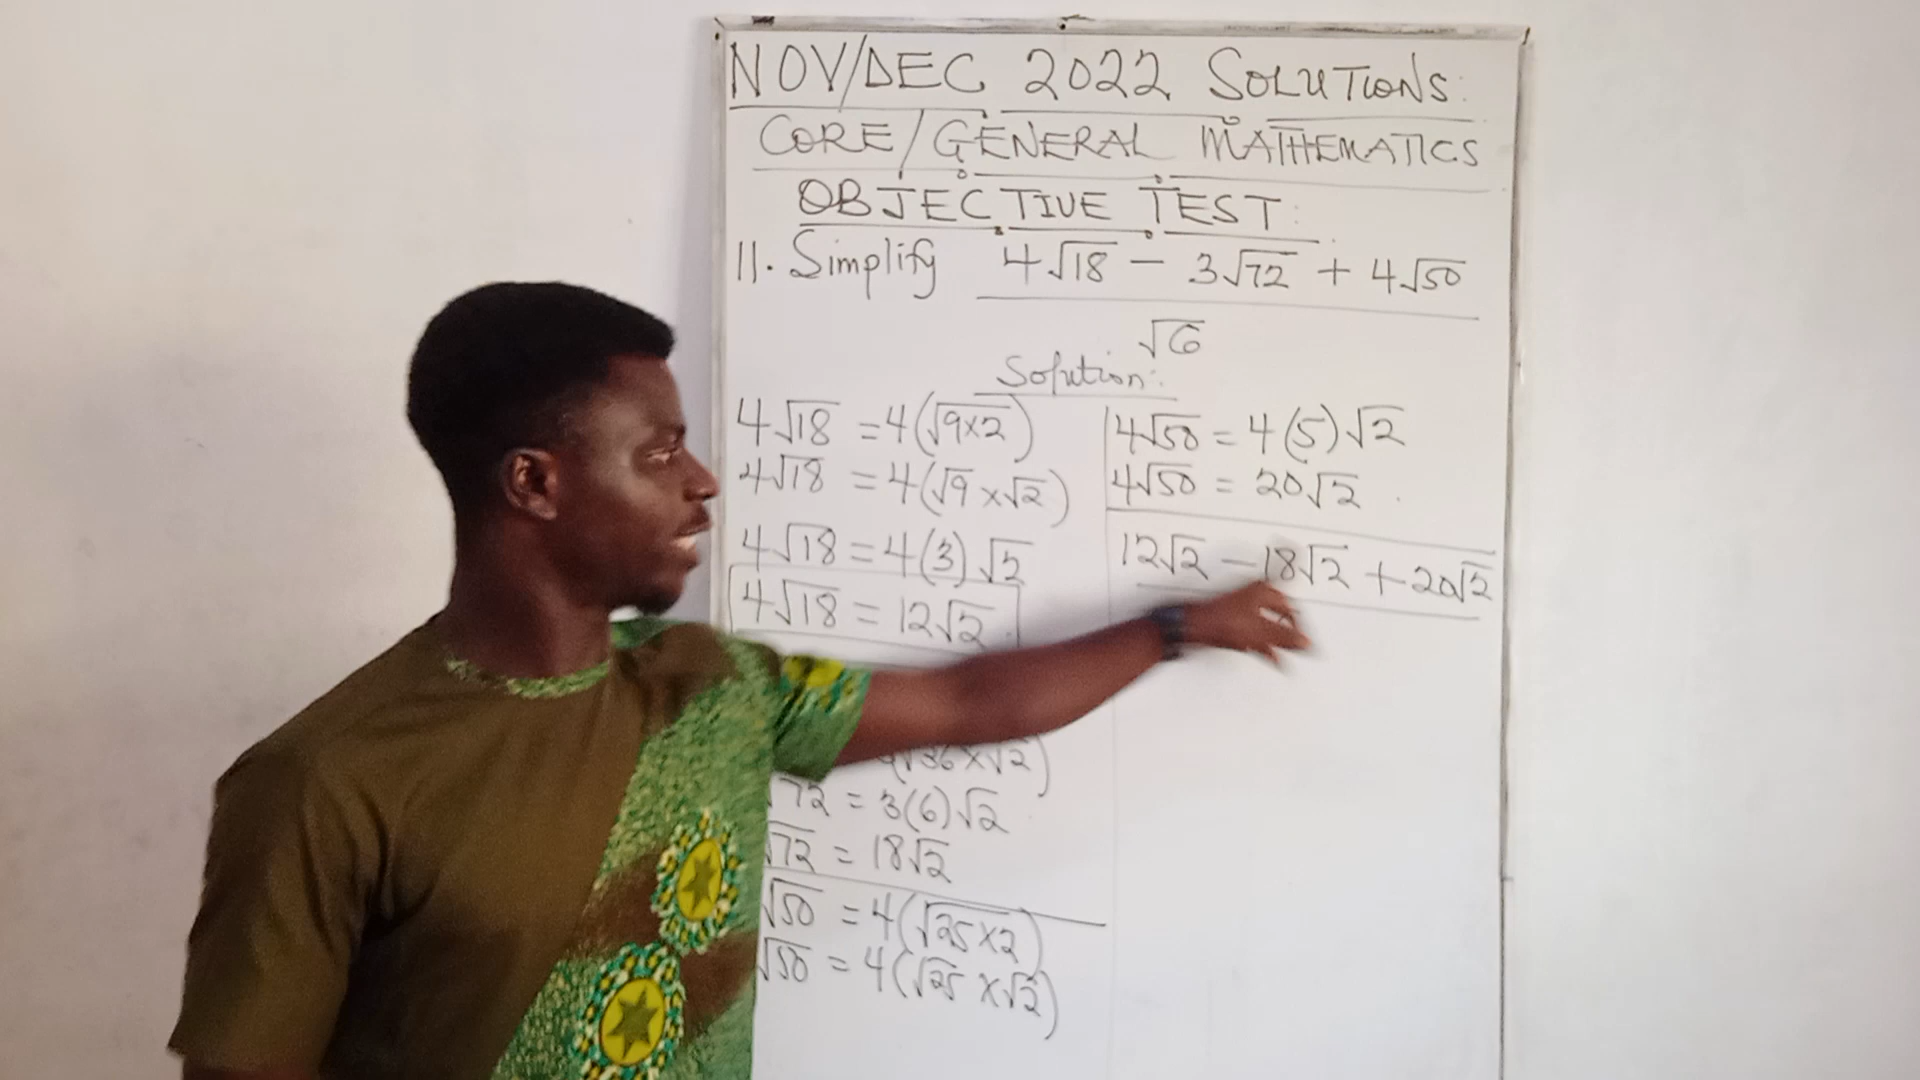 NOV/DEC 2022 SOLUTIONS:
CORE/GENERAL MATHEMATICS
OBJECTIVE TEST:
11. Simplify 4√18 - 3√72 + 4√50
√6
Solution:
4√18 = 4(√9×2)
4√18 = 4(√9 × √2)
4√18 = 4(3)√2
4√18 = 12√2.
√36 × √2)
√72 = 3(6)√2
√72 = 18√2
√50 = 4(√25×2)
√50 = 4(√25 × √2)
4√50 = 4(5)√2
4√50 = 20√2.
12√2 - 18√2 + 20√2